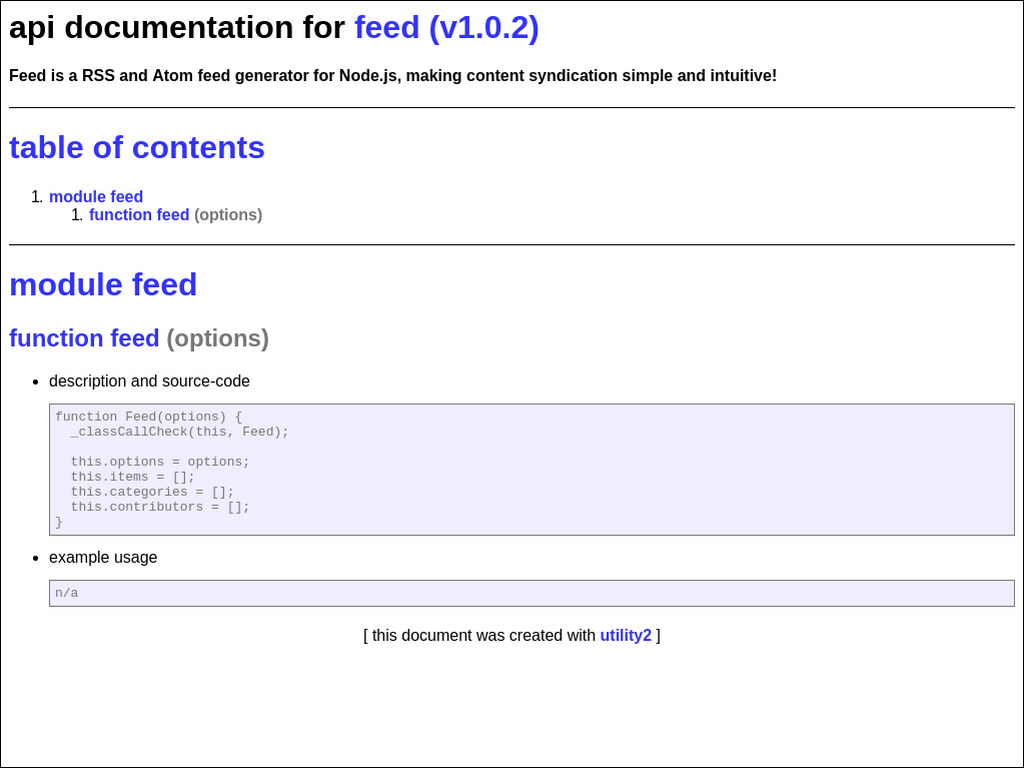 api documentation for feed (v1.0.2)
Feed is a RSS and Atom feed generator for Node.js, making content syndication simple and intuitive!
table of contents
1. module feed
1. function feed (options)
module feed
function feed (options)
• description and source-code
function Feed(options) {
  _classCallCheck(this, Feed);
  this.options = options;
  this.items = [];
  this.categories = [];
  this.contributors = [];
}
• example usage
n/a
[ this document was created with utility2 ]